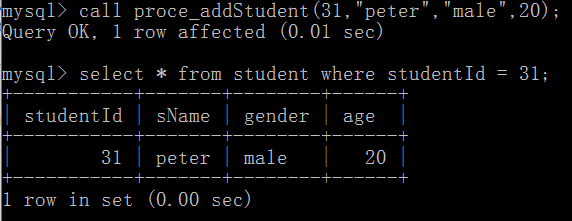 mysql> call proce_addStudent(31,"peter","male",20);
Query OK, 1 row affected (0.01 sec)
mysql> select * from student where studentId = 31;
+-----------+-------+--------+------+
| studentId | sName | gender | age  |
+-----------+-------+--------+------+
|        31 | peter | male   |   20 |
+-----------+-------+--------+------+
1 row in set (0.00 sec)